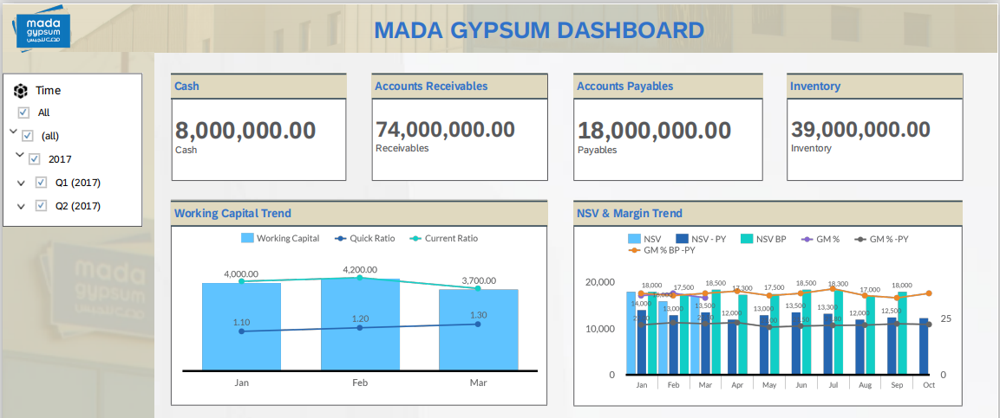 mada
gypsum
مدى للجبس
MADA GYPSUM DASHBOARD
Time
All
(all)
2017
Q1 (2017)
Q2 (2017)
mada
gypsum
Cash
8,000,000.00
Cash
Accounts Receivables
74,000,000.00
Receivables
Accounts Payables
18,000,000.00
Payables
Inventory
39,000,000.00
Inventory
Working Capital Trend
Working Capital Quick Ratio Current Ratio
4,000.00 4,200.00 3,700.00
1.10 1.20 1.30
Jan Feb Mar
NSV & Margin Trend
NSV NSV - PY NSV BP GM % GM % -PY
GM % BP -PY
20,000
18,000 17,500 18,500 17,300 17,500 18,500 18,300 17,000 18,000
14,000 13,000 13,500 12,000 13,000 13,500 13,300 12,000 12,500
10,000 25
0 0
Jan Feb Mar Apr May Jun Jul Aug Sep Oct